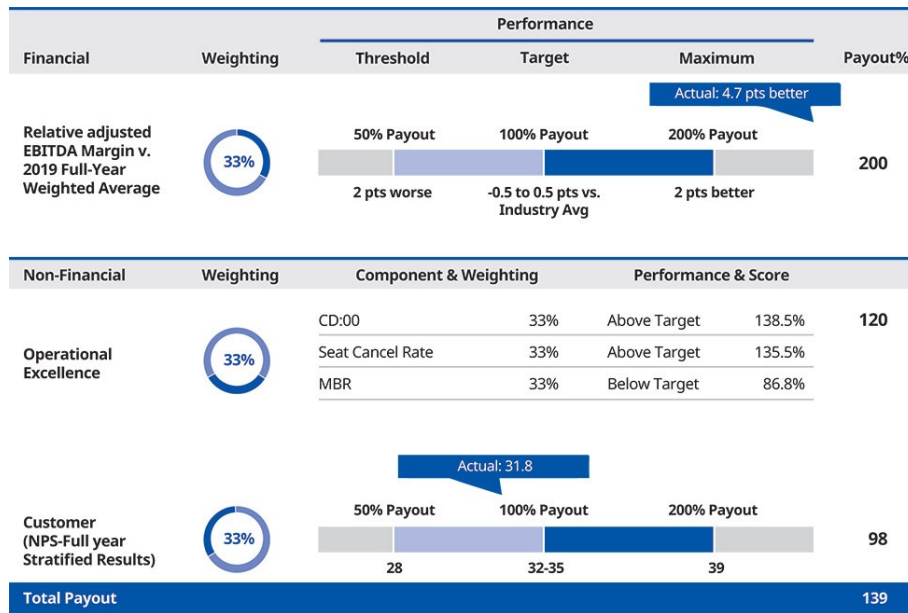 Performance
Financial Weighting Threshold Target Maximum Payout%
Actual: 4.7 pts better
Relative adjusted
EBITDA Margin v.
2019 Full-Year
Weighted Average
33%
50% Payout 100% Payout 200% Payout
2 pts worse -0.5 to 0.5 pts vs.
Industry Avg
2 pts better
200
Non-Financial Weighting Component & Weighting Performance & Score
Operational
Excellence
33%
CD:00 33% Above Target 138.5%
Seat Cancel Rate 33% Above Target 135.5%
MBR 33% Below Target 86.8%
120
Actual: 31.8
Customer
(NPS-Full year
Stratified Results)
33%
50% Payout 100% Payout 200% Payout
28 32-35 39
98
Total Payout 139